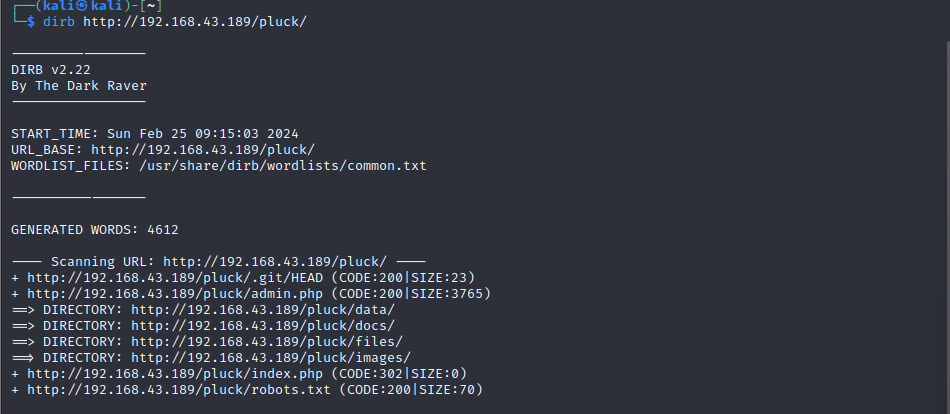 ┌──(kali㉿kali)-[~]
└─$ dirb http://192.168.43.189/pluck/
-----------------
DIRB v2.22
By The Dark Raver
-----------------
START_TIME: Sun Feb 25 09:15:03 2024
URL_BASE: http://192.168.43.189/pluck/
WORDLIST_FILES: /usr/share/dirb/wordlists/common.txt
-----------------
GENERATED WORDS: 4612
---- Scanning URL: http://192.168.43.189/pluck/ ----
+ http://192.168.43.189/pluck/.git/HEAD (CODE:200|SIZE:23)
+ http://192.168.43.189/pluck/admin.php (CODE:200|SIZE:3765)
==> DIRECTORY: http://192.168.43.189/pluck/data/
==> DIRECTORY: http://192.168.43.189/pluck/docs/
==> DIRECTORY: http://192.168.43.189/pluck/files/
==> DIRECTORY: http://192.168.43.189/pluck/images/
+ http://192.168.43.189/pluck/index.php (CODE:302|SIZE:0)
+ http://192.168.43.189/pluck/robots.txt (CODE:200|SIZE:70)